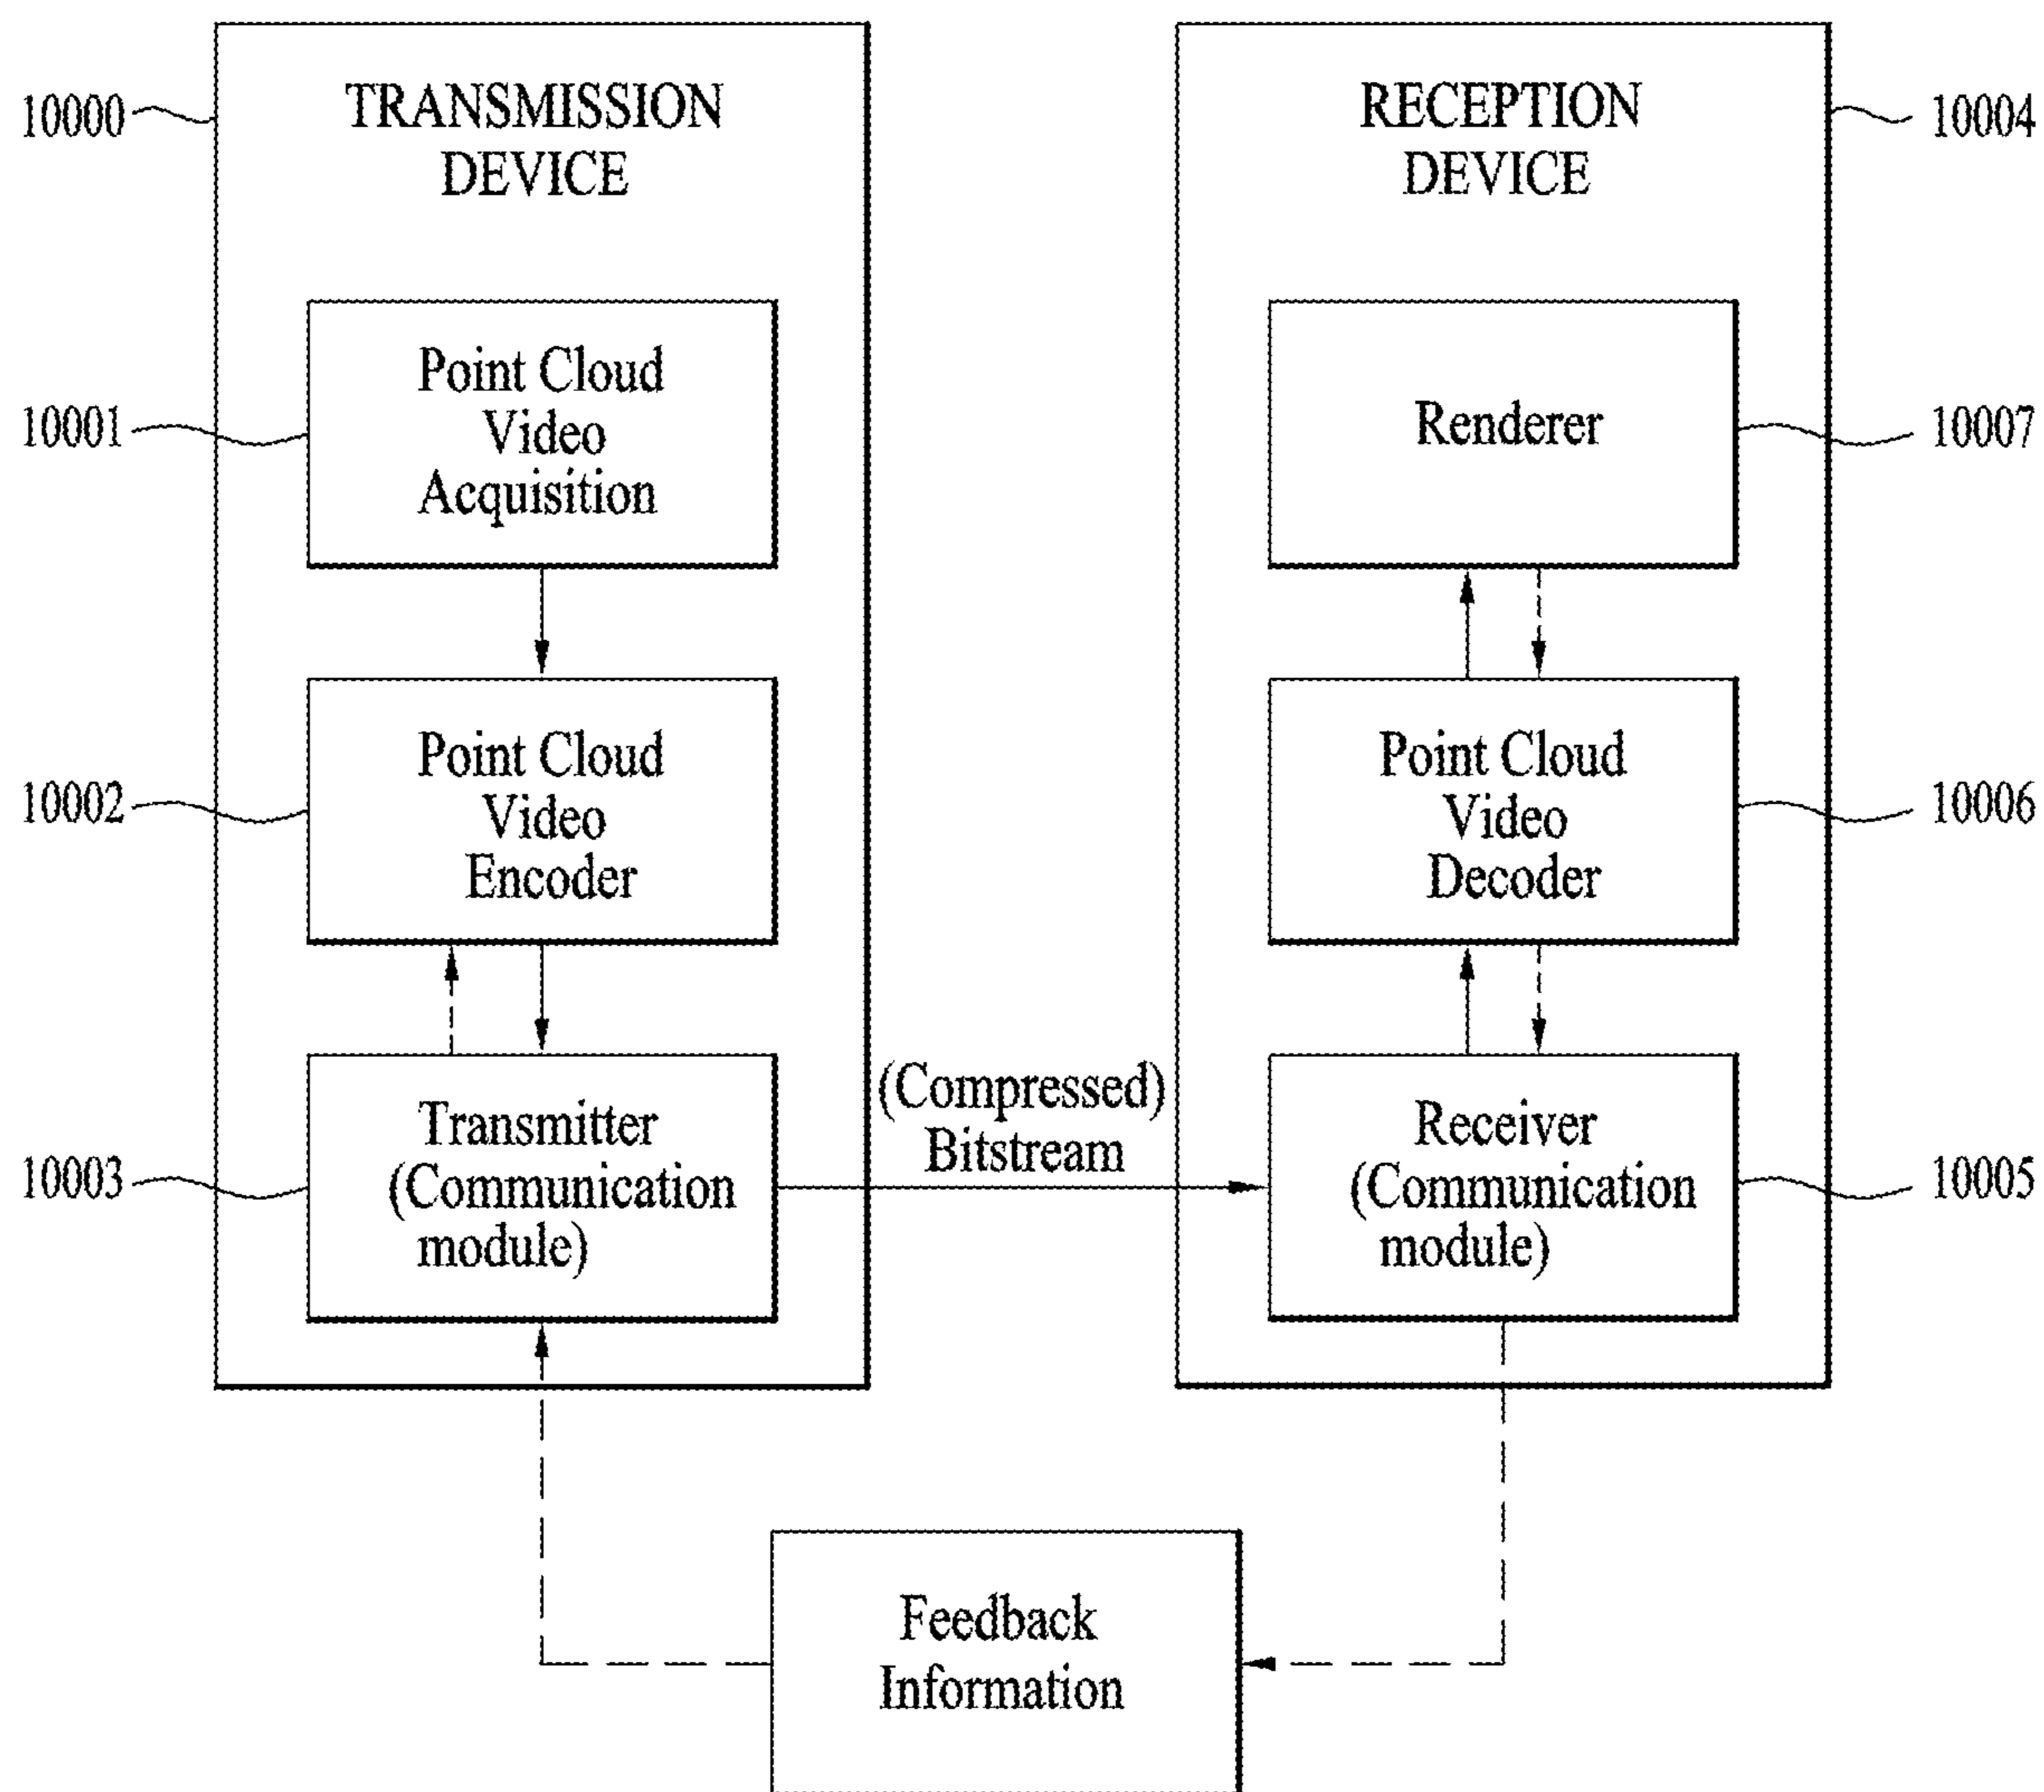 10000
TRANSMISSION
DEVICE
10001
Point Cloud
Video
Acquisition
10002
Point Cloud
Video
Encoder
10003
Transmitter
(Communication
module)
(Compressed)
Bitstream
RECEPTION
DEVICE
10004
Renderer
10007
Point Cloud
Video
Decoder
10006
Receiver
(Communication
module)
10005
Feedback
Information